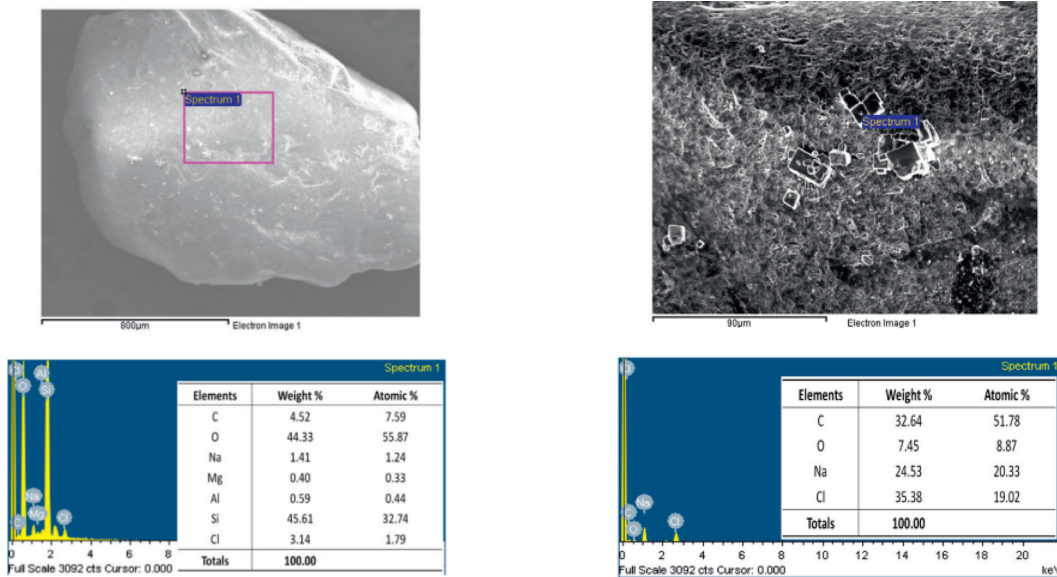 Spectrum 1
800µm
Electron Image 1
Spectrum 1
90µm
Electron Image 1
Spectrum 1
Cl
O
Al
Si
Na
Mg
C
Cl
Elements Weight % Atomic %
C 4.52 7.59
O 44.33 55.87
Na 1.41 1.24
Mg 0.40 0.33
Al 0.59 0.44
Si 45.61 32.74
Cl 3.14 1.79
Totals 100.00
0 2 4 6 8
Full Scale 3092 cts Cursor: 0.000
Spectrum 1
Cl
C
O
Na
Cl
Elements Weight % Atomic %
C 32.64 51.78
O 7.45 8.87
Na 24.53 20.33
Cl 35.38 19.02
Totals 100.00
0 2 4 6 8 10 12 14 16 18 20
Full Scale 3092 cts Cursor: 0.000 keV